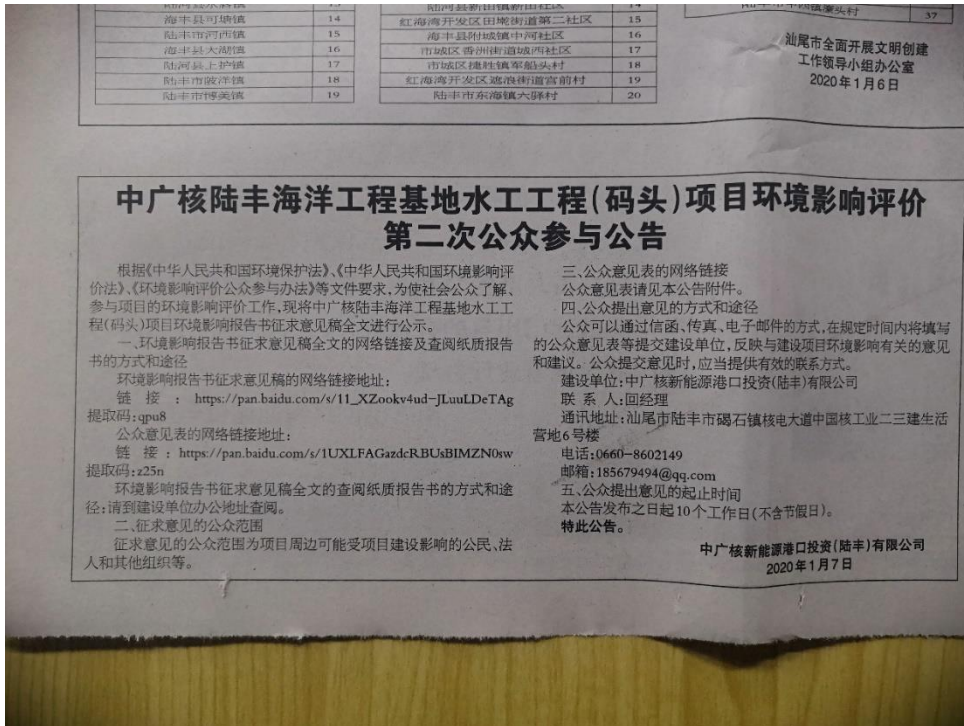 海丰县可塘镇 14
陆丰市河西镇 15
海丰县大湖镇 16
陆河县上护镇 17
陆丰市陂洋镇 18
陆丰市博美镇 19
陆河县新田镇新田社区 14
红海湾开发区田墘街道第二社区 15
海丰县附城镇中河社区 16
市城区香洲街道城西社区 17
市城区捷胜镇军船头村 18
红海湾开发区遮浪街道宫前村 19
陆丰市东海镇六驿村 20
37
汕尾市全面开展文明创建
工作领导小组办公室
2020年1月6日
中广核陆丰海洋工程基地水工工程(码头)项目环境影响评价
第二次公众参与公告
根据《中华人民共和国环境保护法》、《中华人民共和国环境影响评
价法》、《环境影响评价公众参与办法》等文件要求,为使社会公众了解、
参与项目的环境影响评价工作,现将中广核陆丰海洋工程基地水工工
程(码头)项目环境影响报告书征求意见稿全文进行公示。
一、环境影响报告书征求意见稿全文的网络链接及查阅纸质报告
书的方式和途径
环境影响报告书征求意见稿的网络链接地址:
链接:https://pan.baidu.com/s/11_XZookv4ud-JLuuLDeTAg
提取码:qpu8
公众意见表的网络链接地址:
链接:https://pan.baidu.com/s/1UXLFAGazdcRBUsBIMZN0sw
提取码:z25n
环境影响报告书征求意见稿全文的查阅纸质报告书的方式和途
径:请到建设单位办公地址查阅。
二、征求意见的公众范围
征求意见的公众范围为项目周边可能受项目建设影响的公民、法
人和其他组织等。
三、公众意见表的网络链接
公众意见表请见本公告附件。
四、公众提出意见的方式和途径
公众可以通过信函、传真、电子邮件的方式,在规定时间内将填写
的公众意见表等提交建设单位,反映与建设项目环境影响有关的意见
和建议。公众提交意见时,应当提供有效的联系方式。
建设单位:中广核新能源港口投资(陆丰)有限公司
联系人:回经理
通讯地址:汕尾市陆丰市碣石镇核电大道中国核工业二三建生活
营地6号楼
电话:0660-8602149
邮箱:185679494@qq.com
五、公众提出意见的起止时间
本公告发布之日起10个工作日(不含节假日)。
特此公告。
中广核新能源港口投资(陆丰)有限公司
2020年1月7日